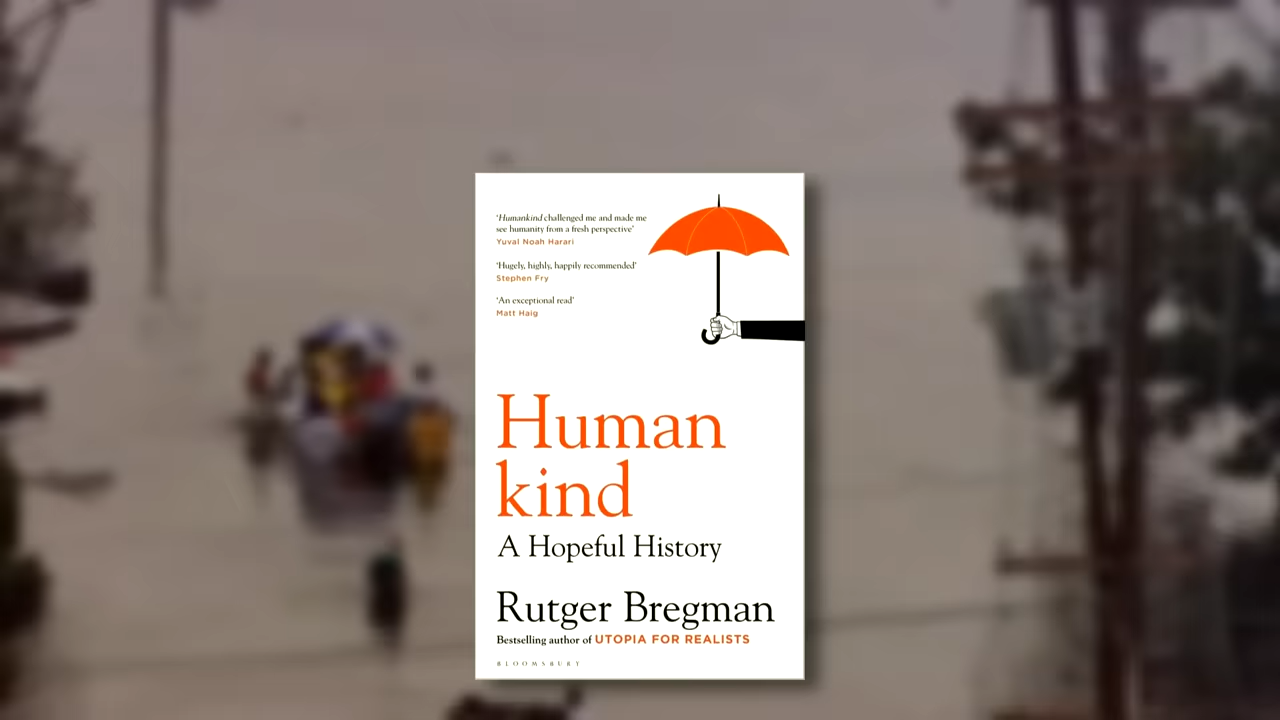 ‘Humankind challenged me and made me
see humanity from a fresh perspective’
Yuval Noah Harari
‘Hugely, highly, happily recommended’
Stephen Fry
‘An exceptional read’
Matt Haig
Human
kind
A Hopeful History
Rutger Bregman
Bestselling author of UTOPIA FOR REALISTS
BLOOMSBURY